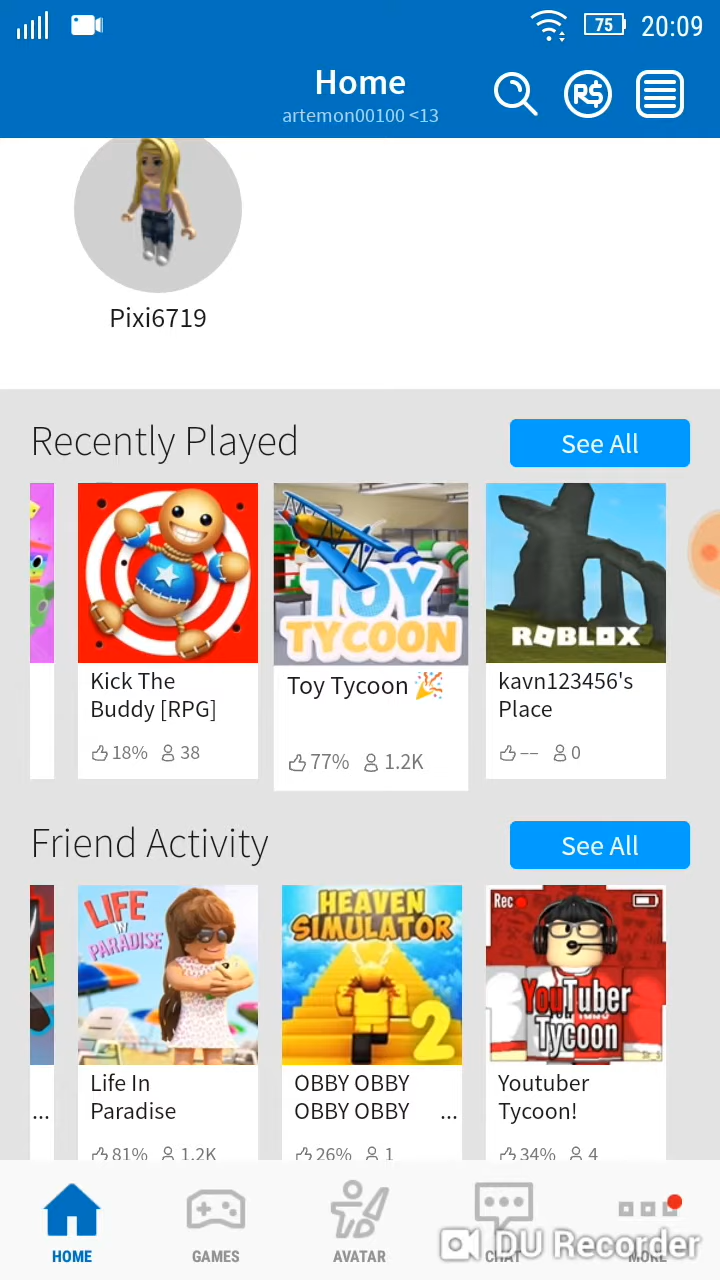 75 20:09
Home
artemon00100 <13
R$
Pixi6719
Recently Played
See All
TOY
TYCOON
ROBLOX
Kick The
Buddy [RPG]
Toy Tycoon 🎉
kavn123456's
Place
18% 38
77% 1.2K
-- 0
Friend Activity
See All
LIFE
IN
PARADISE
HEAVEN
SIMULATOR
2
Rec
YouTuber
Tycoon
...
Life In
Paradise
OBBY OBBY
OBBY OBBY ...
Youtuber
Tycoon!
81% 1.2K
26% 1
34% 4
HOME
GAMES
AVATAR
CHAT
MORE
DU Recorder